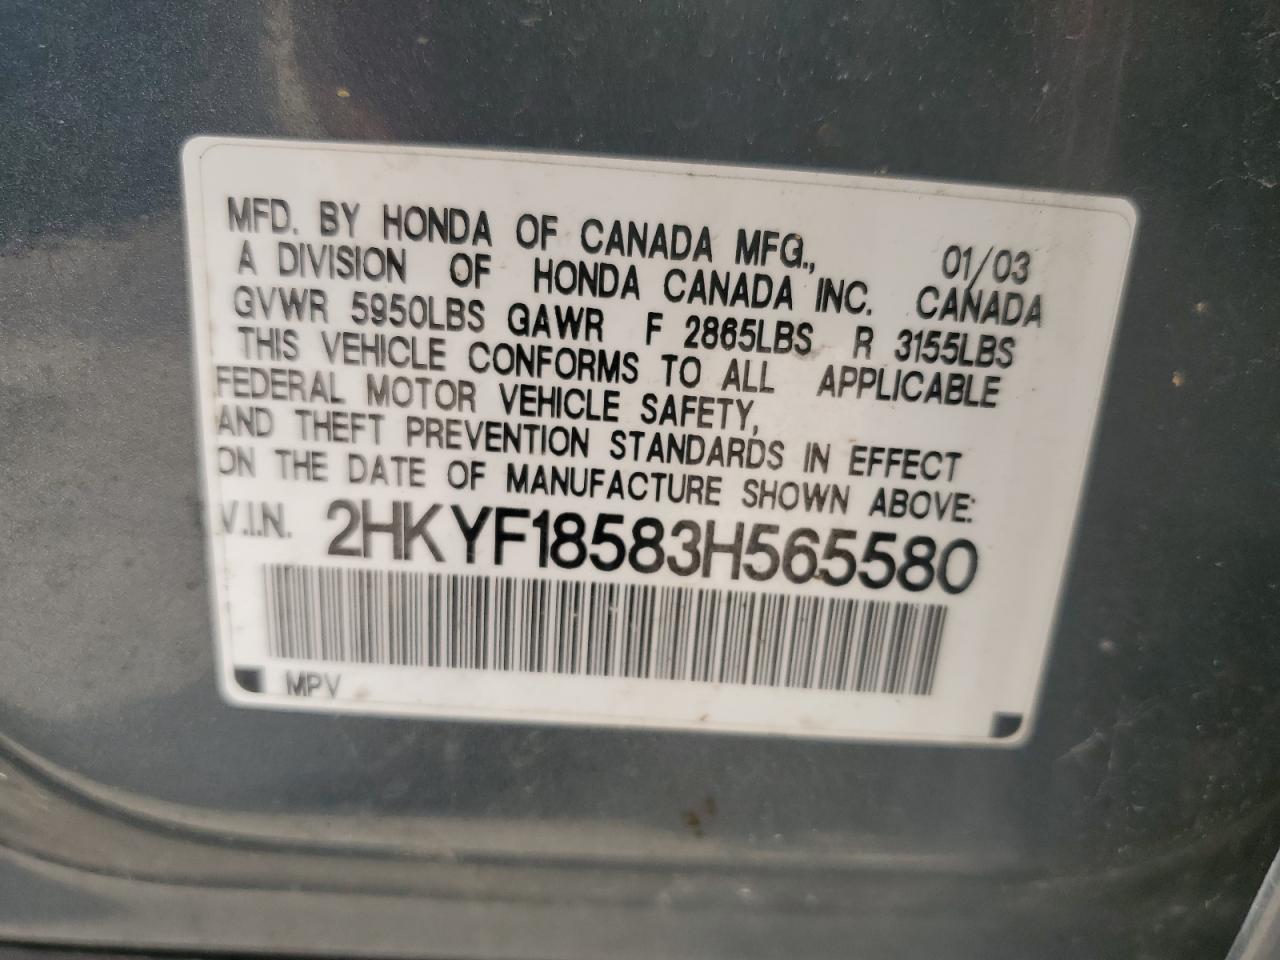 MFD. BY HONDA OF CANADA MFG., 01/03
A DIVISION OF HONDA CANADA INC. CANADA
GVWR 5950LBS GAWR F 2865LBS R 3155LBS
THIS VEHICLE CONFORMS TO ALL APPLICABLE
FEDERAL MOTOR VEHICLE SAFETY,
AND THEFT PREVENTION STANDARDS IN EFFECT
ON THE DATE OF MANUFACTURE SHOWN ABOVE:
V.I.N. 2HKYF18583H565580
MPV